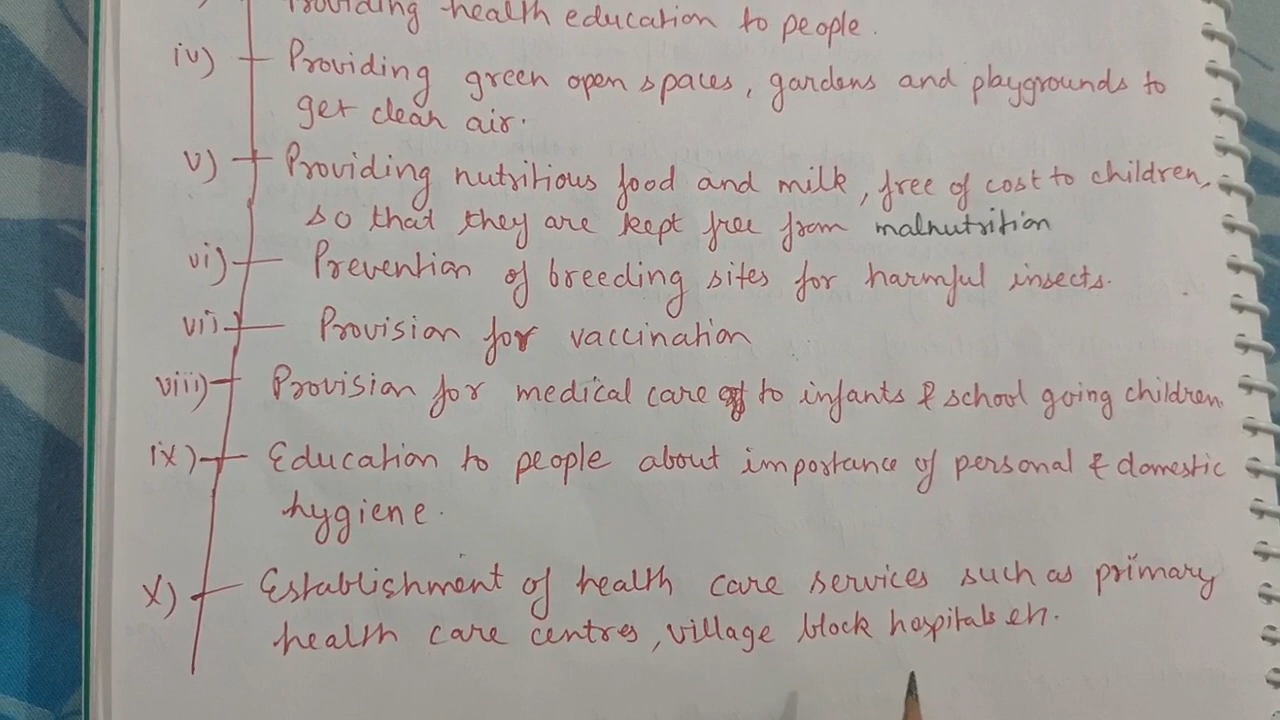 Providing health education to people.
iv) Providing green open spaces, gardens and playgrounds to
get clean air.
v) Providing nutritious food and milk, free of cost to children,
so that they are kept free from malnutrition
vi) Prevention of breeding sites for harmful insects.
vii) Provision for vaccination
viii) Provision for medical care to infants & school going children.
ix) Education to people about importance of personal & domestic
hygiene.
x) Establishment of health care services such as primary
health care centres, village block hospitals etc.